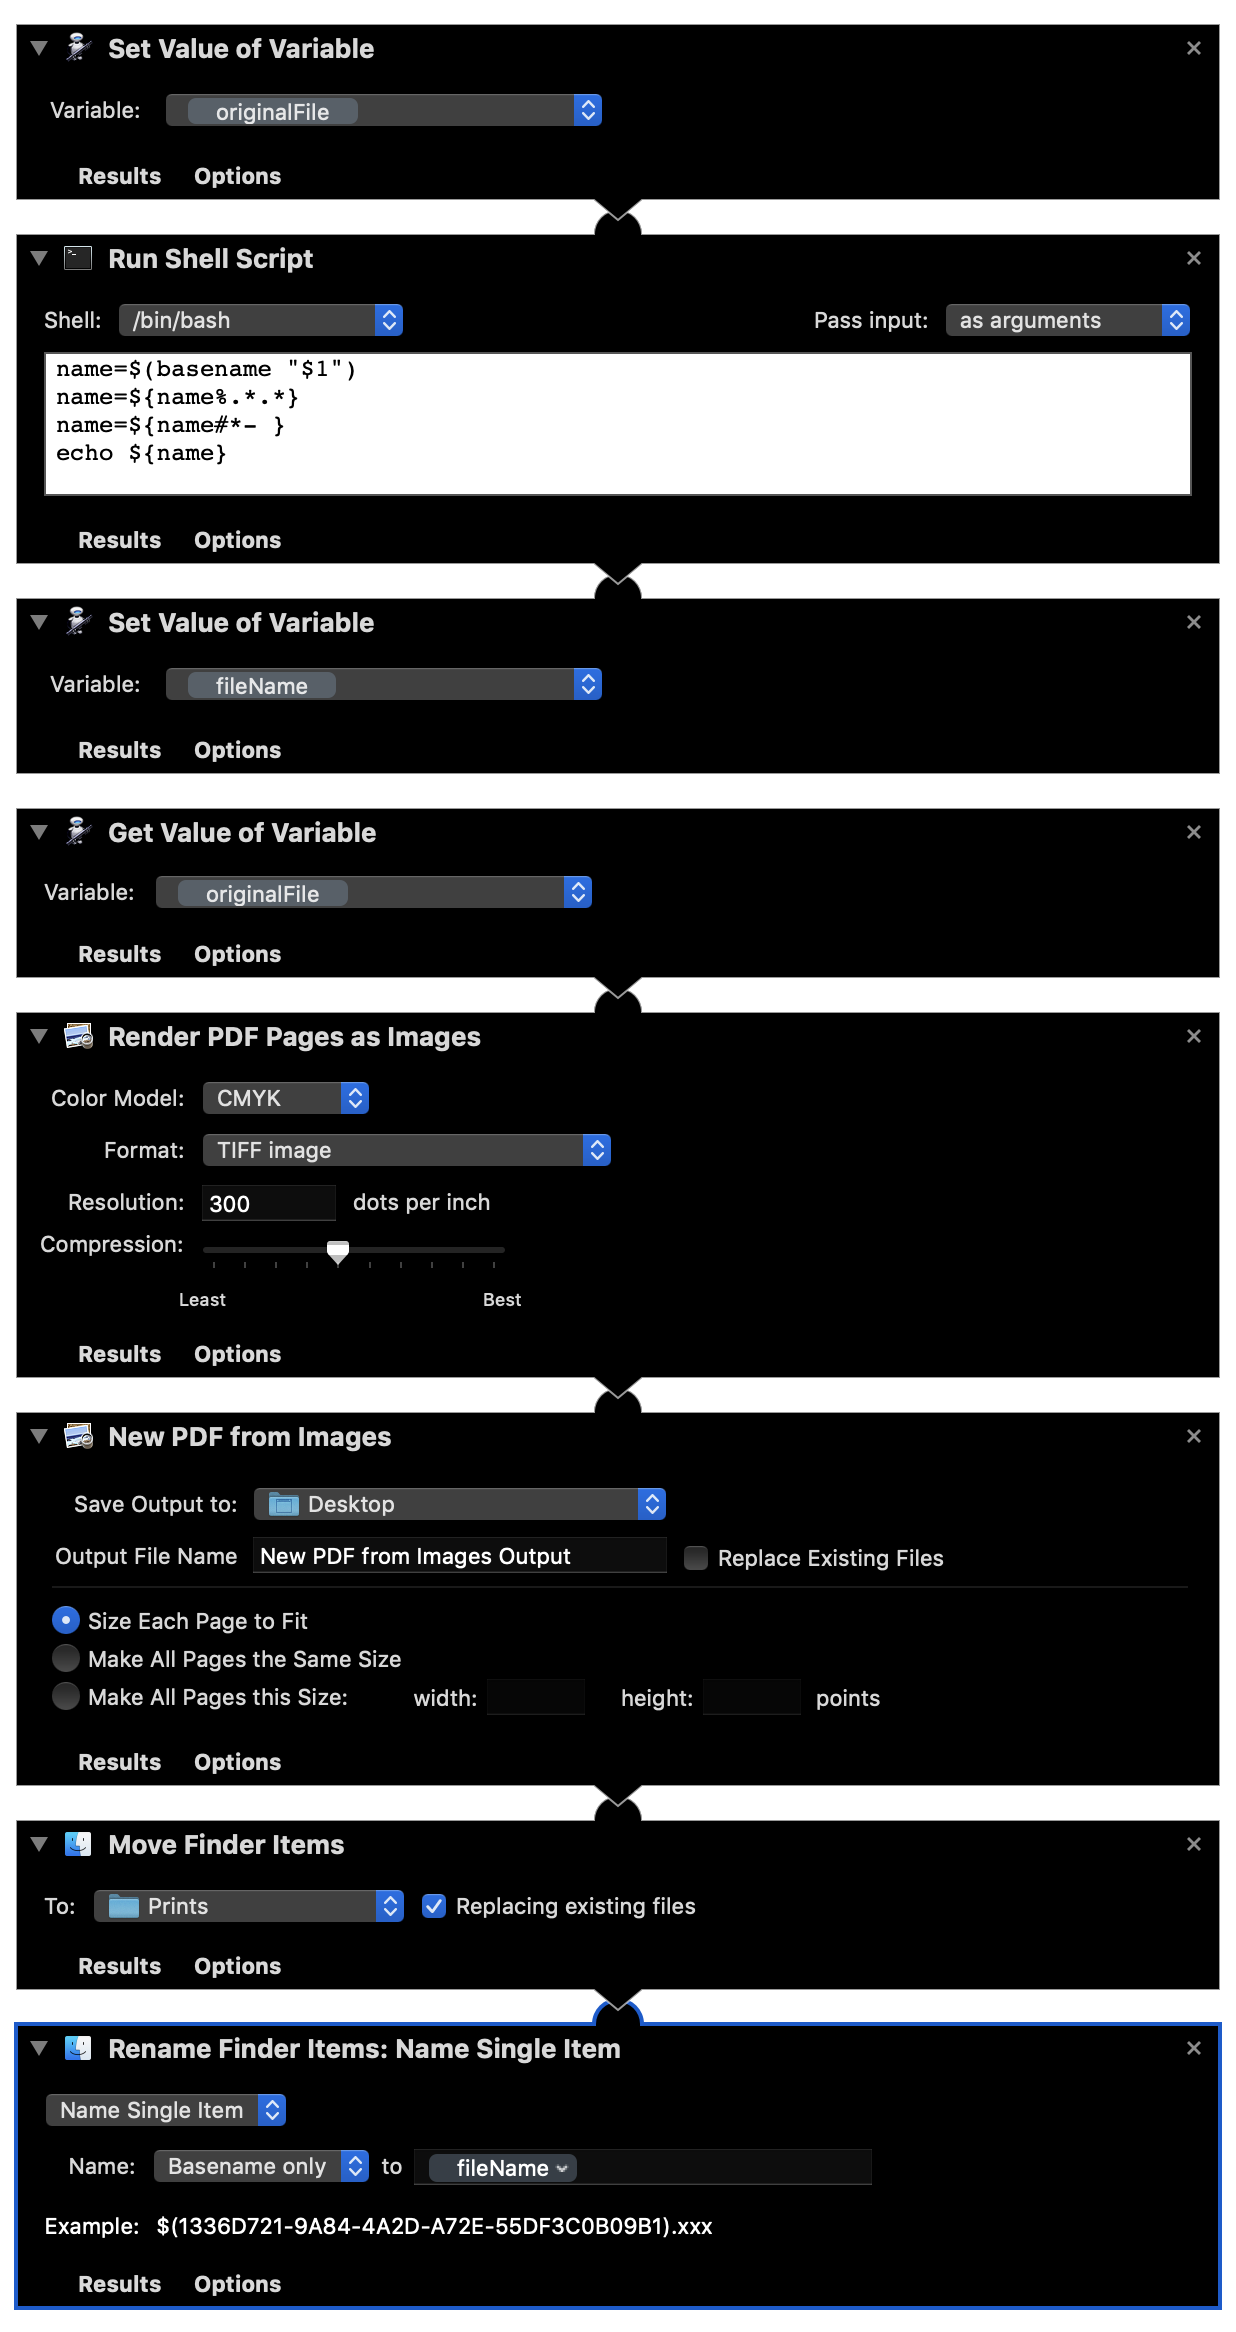 Set Value of Variable
Variable: originalFile
Results Options
Run Shell Script
Shell: /bin/bash Pass input: as arguments
name=$(basename "$1")
name=${name%.*.*}
name=${name#*- }
echo ${name}
Results Options
Set Value of Variable
Variable: fileName
Results Options
Get Value of Variable
Variable: originalFile
Results Options
Render PDF Pages as Images
Color Model: CMYK
Format: TIFF image
Resolution: 300 dots per inch
Compression:
Least Best
Results Options
New PDF from Images
Save Output to: Desktop
Output File Name New PDF from Images Output Replace Existing Files
Size Each Page to Fit
Make All Pages the Same Size
Make All Pages this Size: width: height: points
Results Options
Move Finder Items
To: Prints Replacing existing files
Results Options
Rename Finder Items: Name Single Item
Name Single Item
Name: Basename only to fileName
Example: $(1336D721-9A84-4A2D-A72E-55DF3C0B09B1).xxx
Results Options